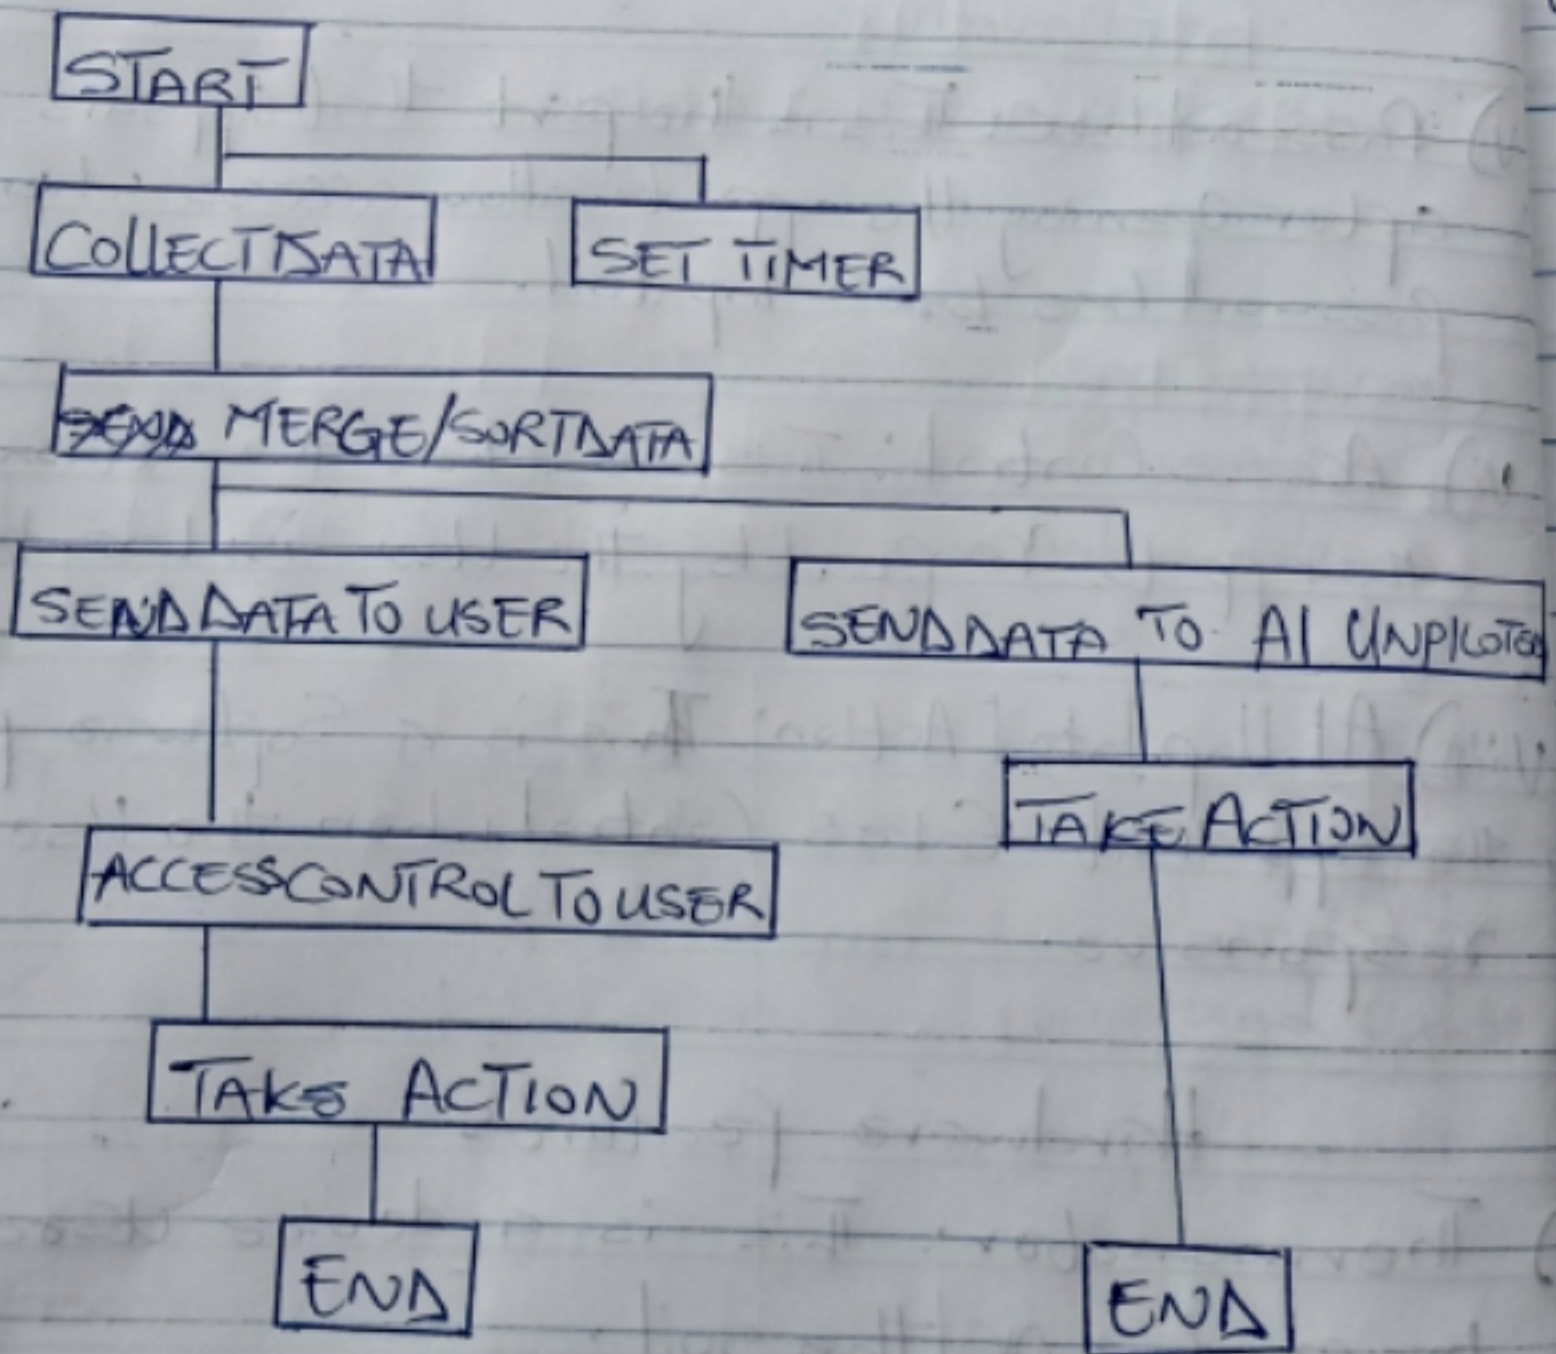 START
COLLECT DATA
SET TIMER
MERGE/SORT DATA
SEND DATA TO USER
SEND DATA TO AI UNPILOTED
TAKE ACTION
ACCESS CONTROL TO USER
TAKE ACTION
END
END